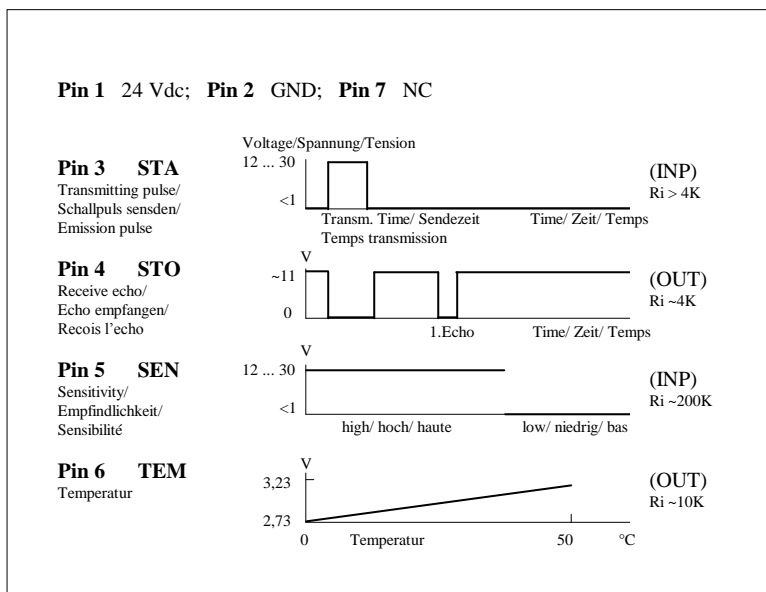 Pin 1 24 Vdc; Pin 2 GND; Pin 7 NC
Voltage/Spannung/Tension
Pin 3 STA
Transmitting pulse/
Schallpuls sensden/
Emission pulse
12 ... 30
<1
Transm. Time/ Sendezeit
Temps transmission
Time/ Zeit/ Temps
(INP)
Ri > 4K
Pin 4 STO
Receive echo/
Echo empfangen/
Recois l'echo
V
~11
0
1.Echo
Time/ Zeit/ Temps
(OUT)
Ri ~4K
Pin 5 SEN
Sensitivity/
Empfindlichkeit/
Sensibilité
V
12 ... 30
<1
high/ hoch/ haute
low/ niedrig/ bas
(INP)
Ri ~200K
Pin 6 TEM
Temperatur
V
3,23
2,73
0
Temperatur
50
°C
(OUT)
Ri ~10K